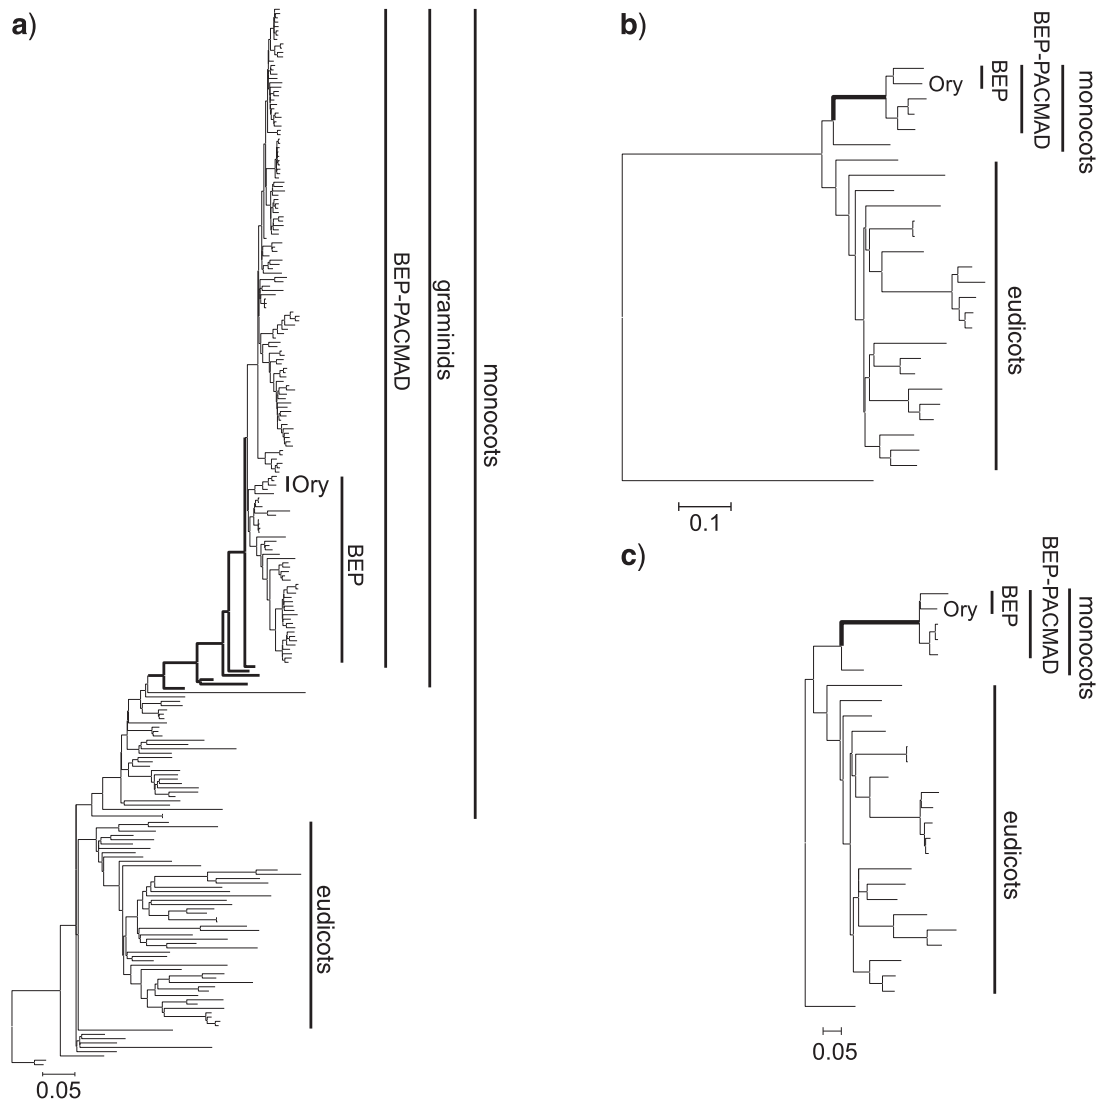 a)
Ory
BEP
BEP-PACMAD
graminids
monocots
eudicots
0.05
b)
Ory
BEP
BEP-PACMAD
monocots
eudicots
0.1
c)
Ory
BEP
BEP-PACMAD
monocots
eudicots
0.05